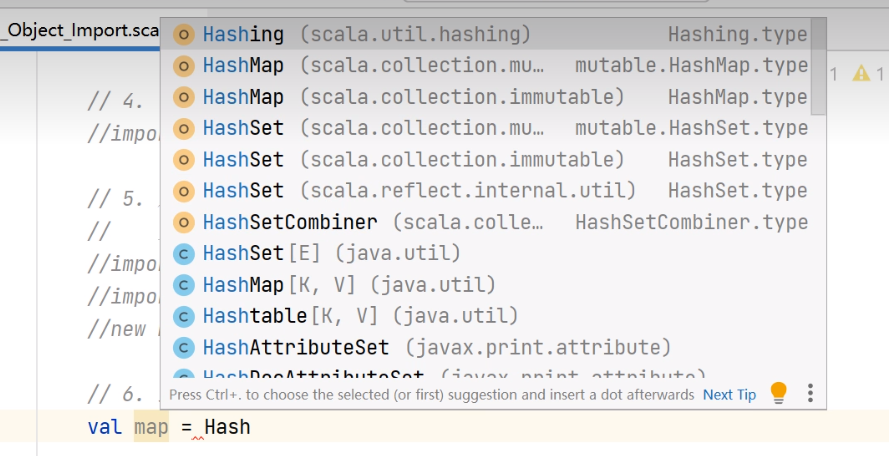 _Object_Import.sca
Hashing (scala.util.hashing) Hashing.type
HashMap (scala.collection.mu… mutable.HashMap.type
HashMap (scala.collection.immutable) HashMap.type
HashSet (scala.collection.mu… mutable.HashSet.type
HashSet (scala.collection.immutable) HashSet.type
HashSet (scala.reflect.internal.util) HashSet.type
HashSetCombiner (scala.colle… HashSetCombiner.type
HashSet[E] (java.util)
HashMap[K, V] (java.util)
Hashtable[K, V] (java.util)
HashAttributeSet (javax.print.attribute)
HashDocAttributeSet (javax.print.attribute)
Press Ctrl+. to choose the selected (or first) suggestion and insert a dot afterwards Next Tip
1 1
// 4.
//impo
// 5.
//
//impo
//impo
//new
// 6.
val map = Hash